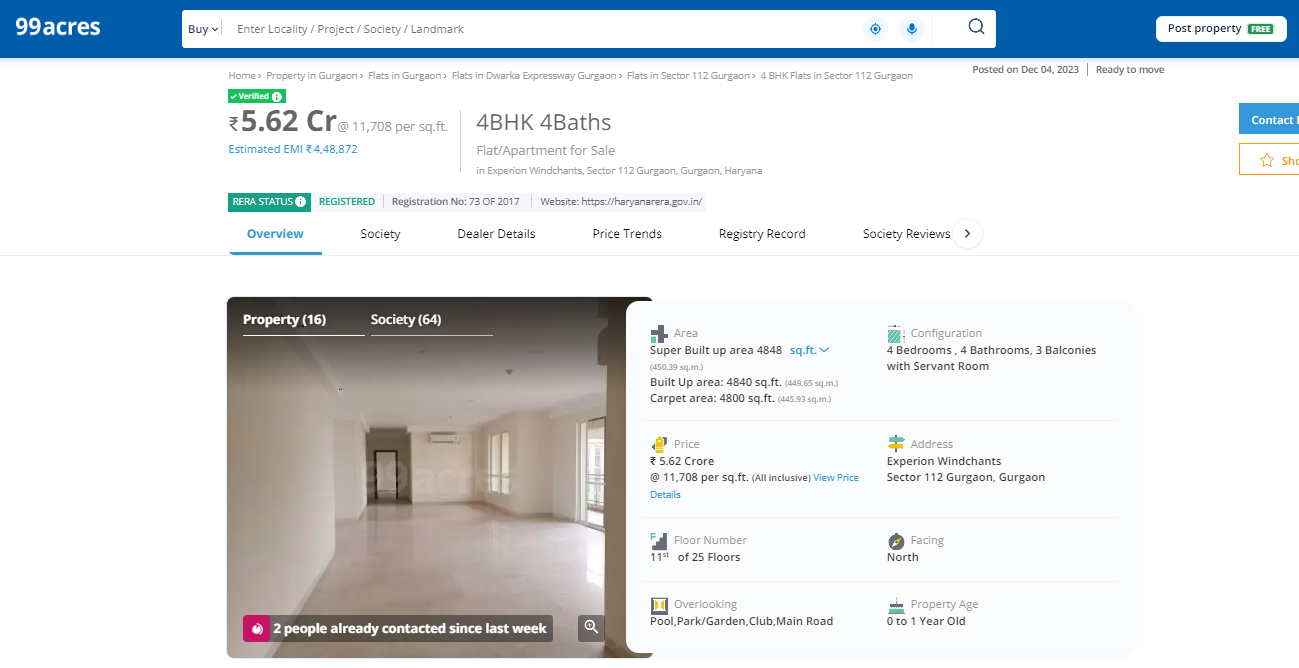 99acres
Buy
Enter Locality / Project / Society / Landmark
Post property FREE
Home › Property in Gurgaon › Flats in Gurgaon › Flats in Dwarka Expressway Gurgaon › Flats in Sector 112 Gurgaon › 4 BHK Flats in Sector 112 Gurgaon
Posted on Dec 04, 2023 | Ready to move
Verified
₹5.62 Cr @ 11,708 per sq.ft.
Estimated EMI ₹ 4,48,872
4BHK 4Baths
Flat/Apartment for Sale
in Experion Windchants, Sector 112 Gurgaon, Gurgaon, Haryana
Contact
Sho
RERA STATUS REGISTERED Registration No: 73 OF 2017 Website: https://haryanarera.gov.in/
Overview Society Dealer Details Price Trends Registry Record Society Reviews
Property (16) Society (64)
99acres
2 people already contacted since last week
Area
Super Built up area 4848 sq.ft.
(450.39 sq.m.)
Built Up area: 4840 sq.ft. (449.65 sq.m.)
Carpet area: 4800 sq.ft. (445.93 sq.m.)
Configuration
4 Bedrooms , 4 Bathrooms, 3 Balconies
with Servant Room
Price
₹ 5.62 Crore
@ 11,708 per sq.ft. (All inclusive) View Price
Details
Address
Experion Windchants
Sector 112 Gurgaon, Gurgaon
Floor Number
11st of 25 Floors
Facing
North
Overlooking
Pool,Park/Garden,Club,Main Road
Property Age
0 to 1 Year Old